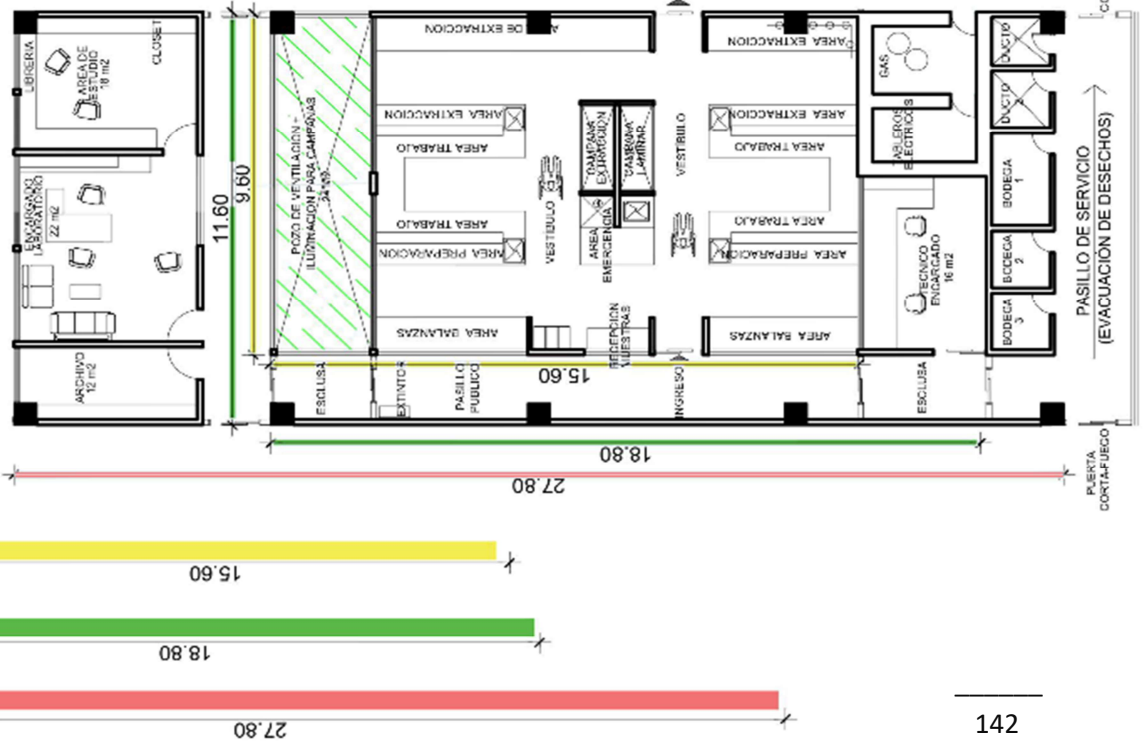 LIBRERIA
AREA DE
ESTUDIO
18 m2
CLOSET
ENCARGADO
LABORATORIO
22 m2
ARCHIVO
12 m2
11.60
9.60
POZO DE VENTILACION +
ILUMINACION PARA CAMPANAS
DE EXTRACCION
AREA EXTRACCION
AREA TRABAJO
AREA TRABAJO
AREA PREPARACION
AREA BALANZAS
VESTÍBULO
CAMPANA
EXTRACCION
CAMPANA
LAMINAR
AREA
EMERGENCIA
RECEPCION
MUESTRAS
VESTÍBULO
AREA EXTRACCION
AREA EXTRACCION
AREA TRABAJO
AREA TRABAJO
AREA PREPARACION
AREA BALANZAS
GAS
TABLEROS
ELECTRICOS
TECNICO
ENCARGADO
16 m2
DUCTO
DUCTO
BODEGA
1
BODEGA
2
BODEGA
3
PASILLO DE SERVICIO
(EVACUACIÓN DE DESECHOS)
ESCLUSA
EXTINTOR
PASILLO
PUBLICO
INGRESO
ESCLUSA
PUERTA
CORTA-FUEGO
15.60
18.80
27.80
15.60
18.80
27.80
142